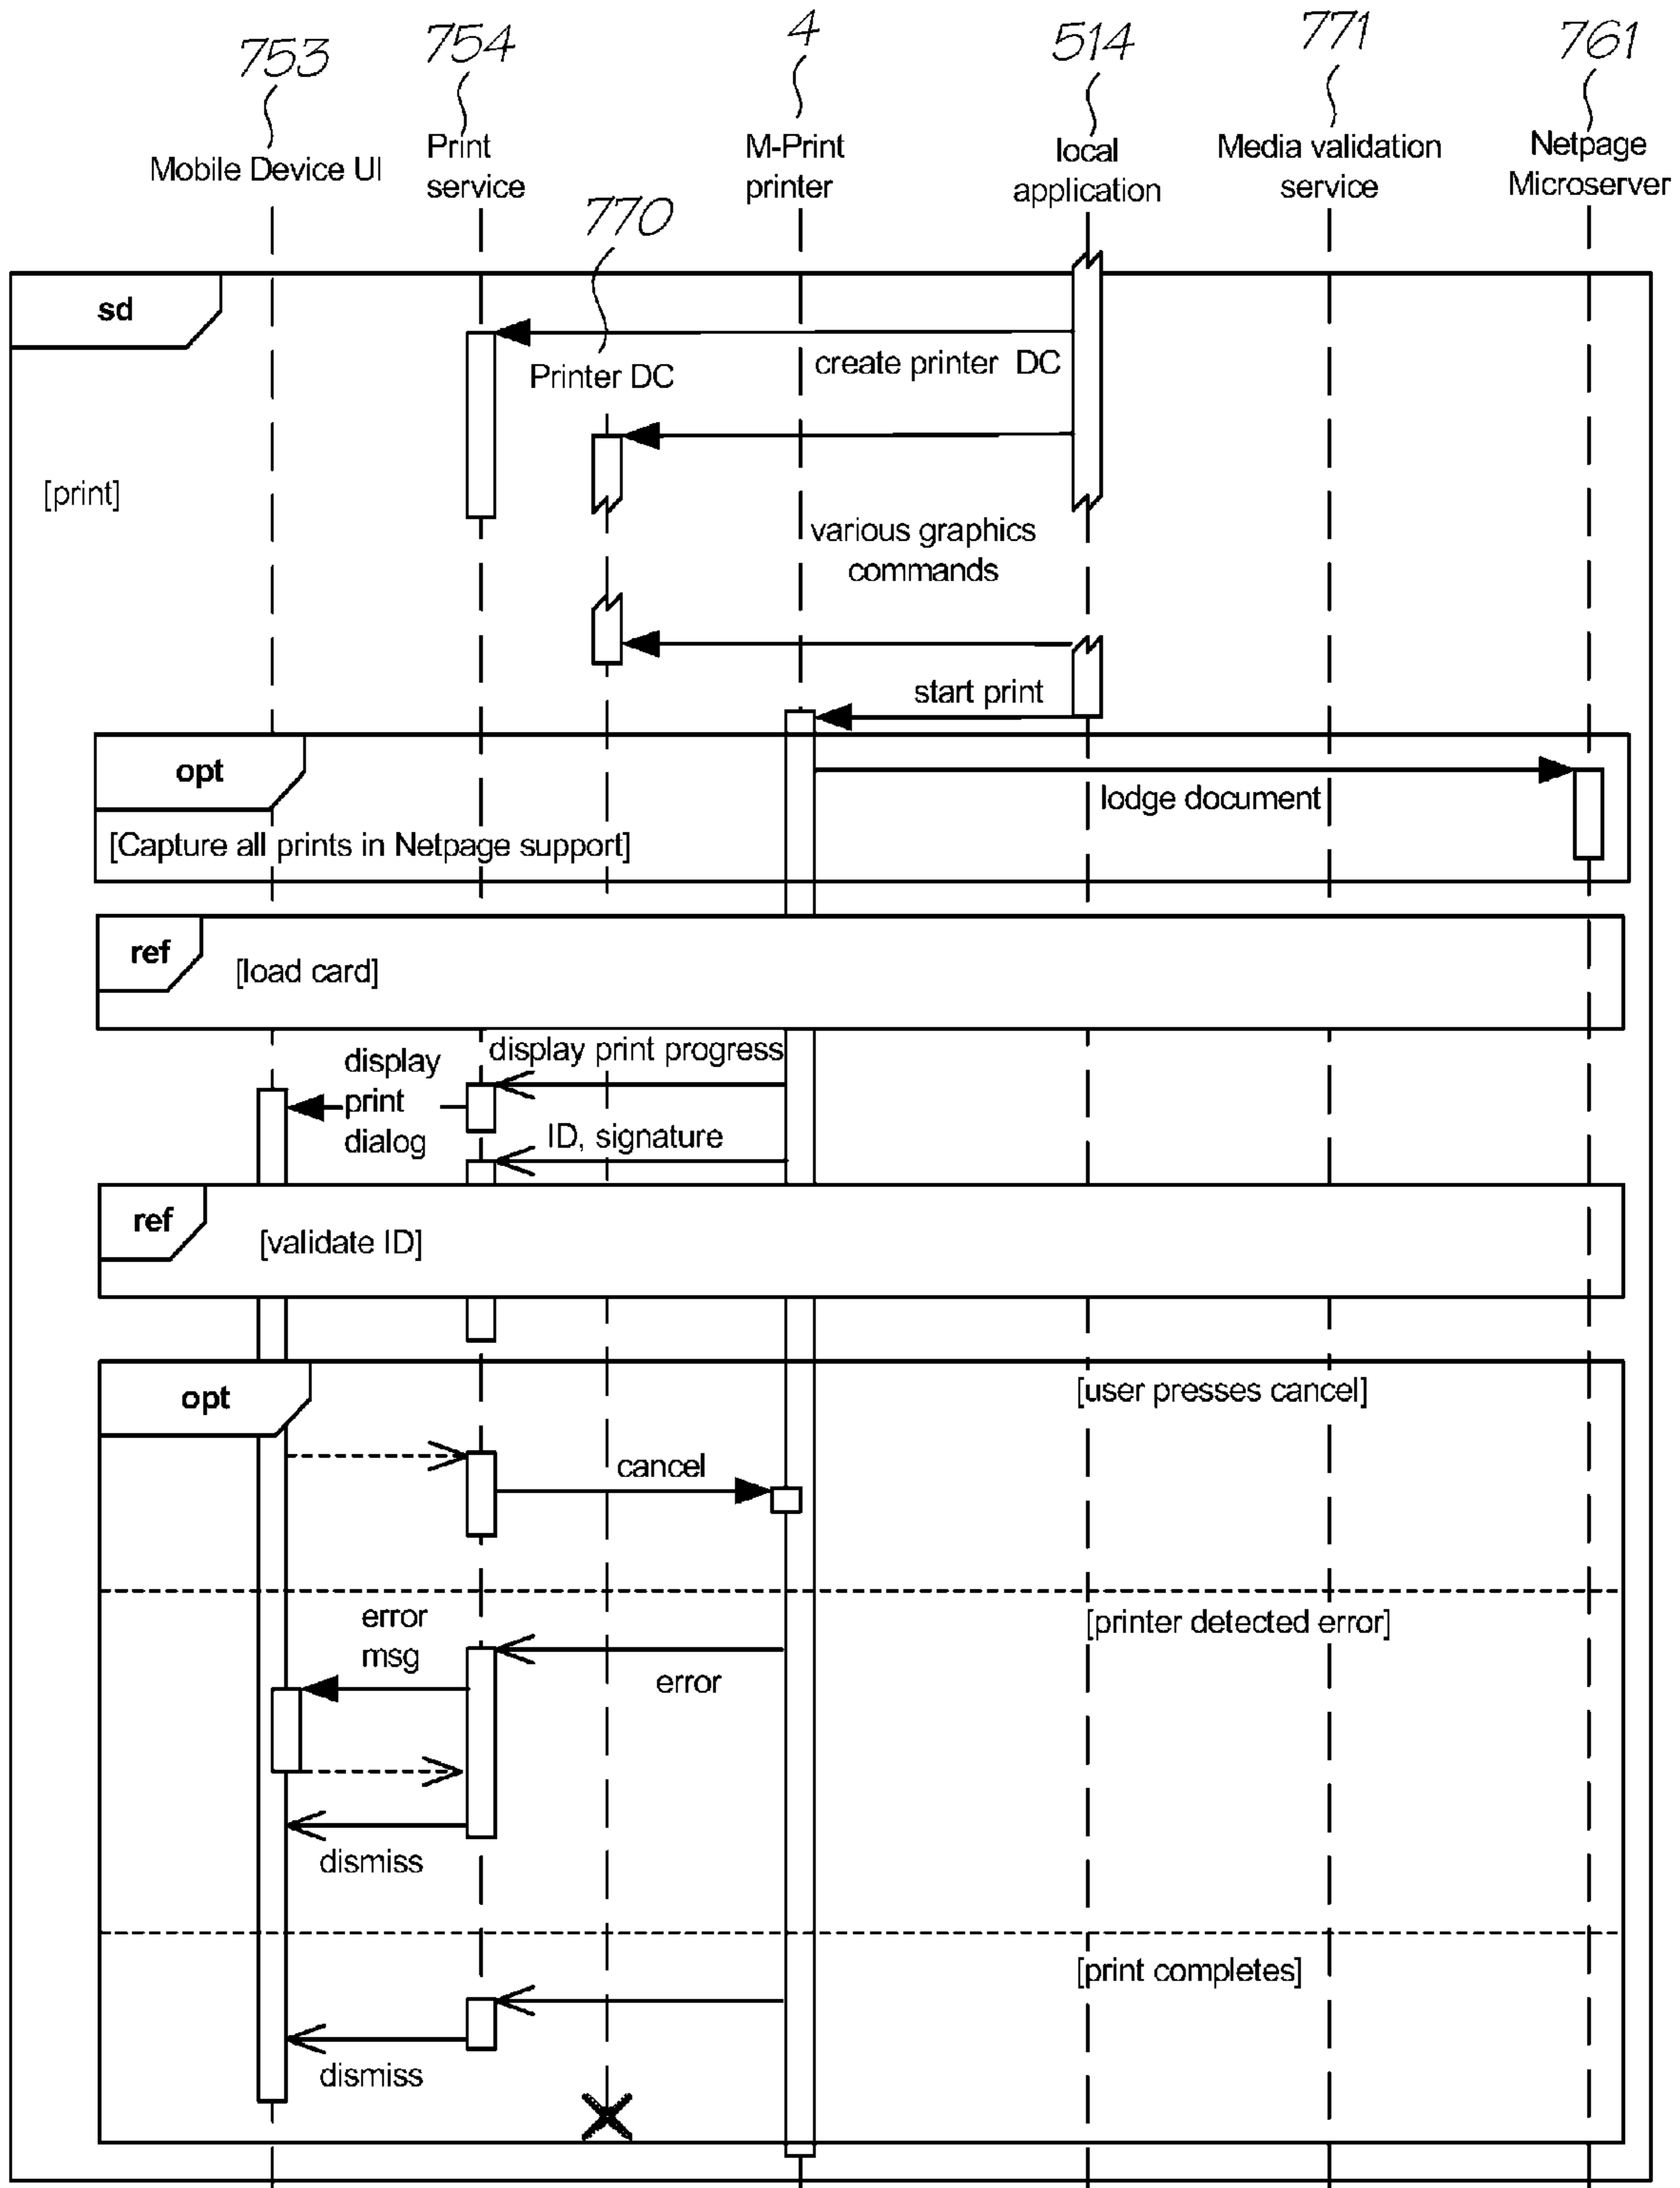 753
754
4
514
771
761
Mobile Device UI
Print
service
M-Print
printer
local
application
Media validation
service
Netpage
Microserver
770
sd
create printer DC
Printer DC
[print]
various graphics
commands
start print
opt
lodge document
[Capture all prints in Netpage support]
ref
[load card]
display print progress
display
print
dialog
ID, signature
ref
[validate ID]
opt
[user presses cancel]
cancel
error
msg
[printer detected error]
error
dismiss
[print completes]
dismiss